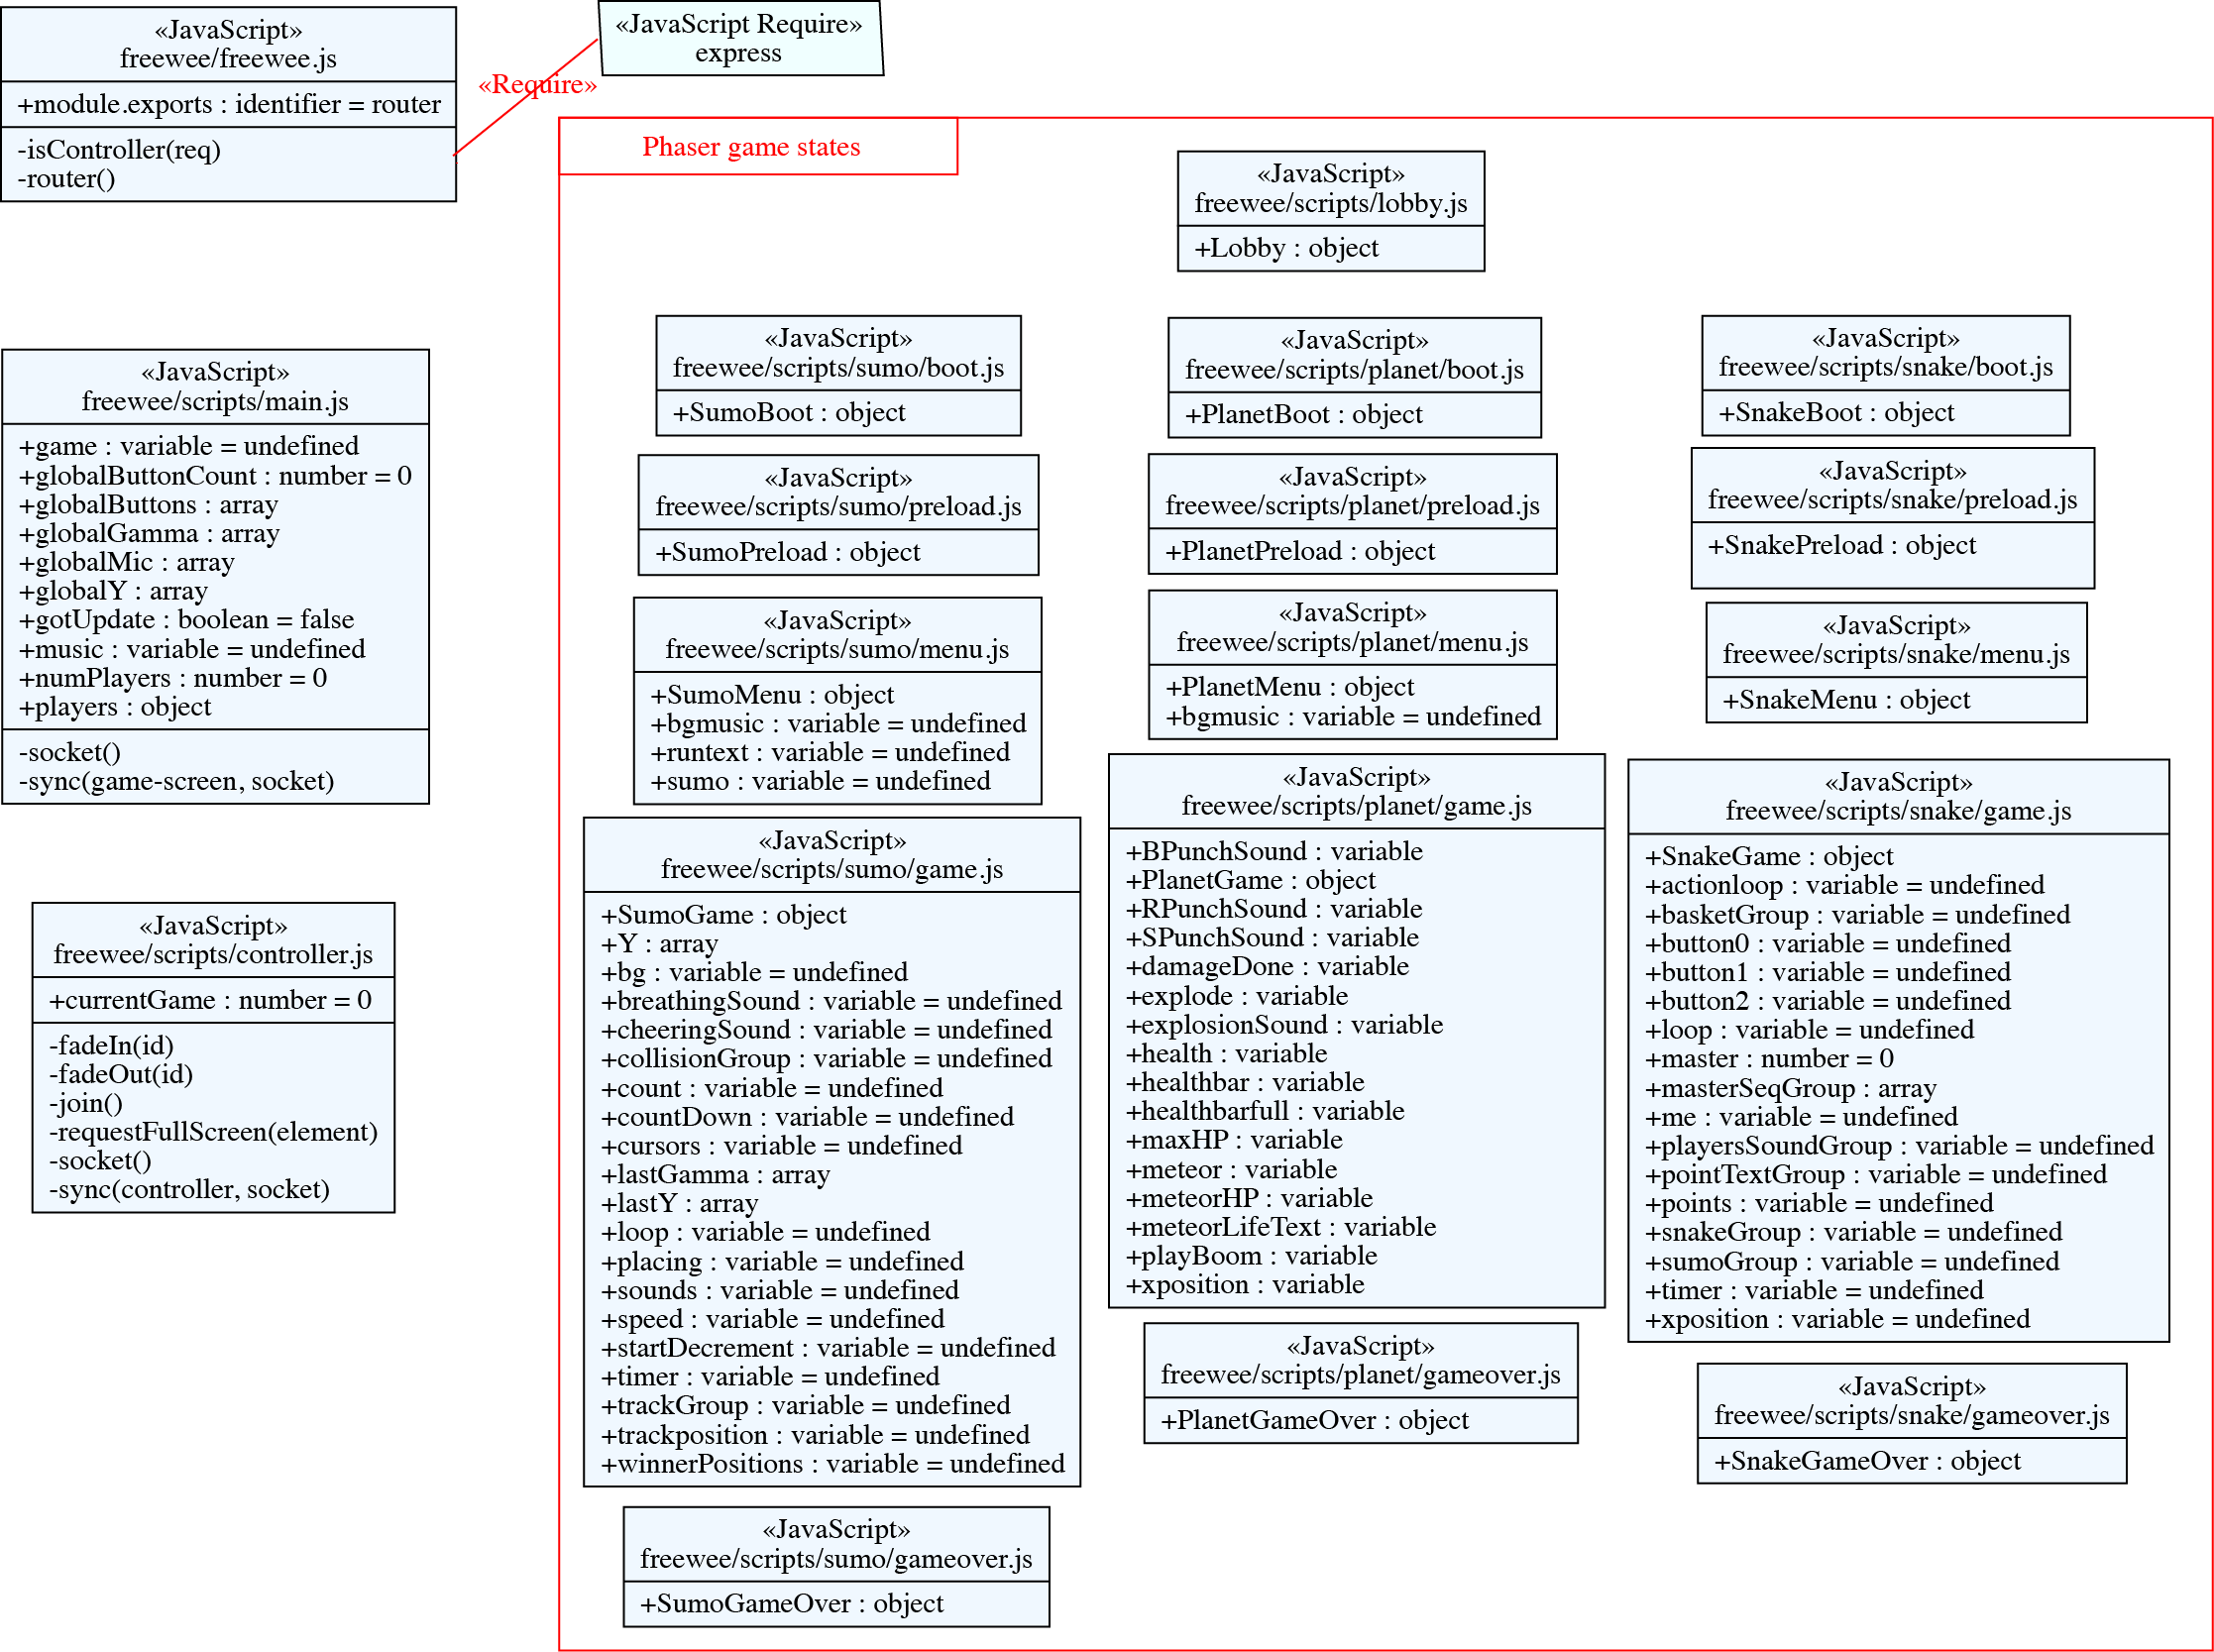 «JavaScript»
freewee/freewee.js
+module.exports : identifier = router
-isController(req)
-router()
«JavaScript Require»
express
«Require»
«JavaScript»
freewee/scripts/main.js
+game : variable = undefined
+globalButtonCount : number = 0
+globalButtons : array
+globalGamma : array
+globalMic : array
+globalY : array
+gotUpdate : boolean = false
+music : variable = undefined
+numPlayers : number = 0
+players : object
-socket()
-sync(game-screen, socket)
«JavaScript»
freewee/scripts/controller.js
+currentGame : number = 0
-fadeIn(id)
-fadeOut(id)
-join()
-requestFullScreen(element)
-socket()
-sync(controller, socket)
Phaser game states
«JavaScript»
freewee/scripts/lobby.js
+Lobby : object
«JavaScript»
freewee/scripts/sumo/boot.js
+SumoBoot : object
«JavaScript»
freewee/scripts/sumo/preload.js
+SumoPreload : object
«JavaScript»
freewee/scripts/sumo/menu.js
+SumoMenu : object
+bgmusic : variable = undefined
+runtext : variable = undefined
+sumo : variable = undefined
«JavaScript»
freewee/scripts/sumo/game.js
+SumoGame : object
+Y : array
+bg : variable = undefined
+breathingSound : variable = undefined
+cheeringSound : variable = undefined
+collisionGroup : variable = undefined
+count : variable = undefined
+countDown : variable = undefined
+cursors : variable = undefined
+lastGamma : array
+lastY : array
+loop : variable = undefined
+placing : variable = undefined
+sounds : variable = undefined
+speed : variable = undefined
+startDecrement : variable = undefined
+timer : variable = undefined
+trackGroup : variable = undefined
+trackposition : variable = undefined
+winnerPositions : variable = undefined
«JavaScript»
freewee/scripts/sumo/gameover.js
+SumoGameOver : object
«JavaScript»
freewee/scripts/planet/boot.js
+PlanetBoot : object
«JavaScript»
freewee/scripts/planet/preload.js
+PlanetPreload : object
«JavaScript»
freewee/scripts/planet/menu.js
+PlanetMenu : object
+bgmusic : variable = undefined
«JavaScript»
freewee/scripts/planet/game.js
+BPunchSound : variable
+PlanetGame : object
+RPunchSound : variable
+SPunchSound : variable
+damageDone : variable
+explode : variable
+explosionSound : variable
+health : variable
+healthbar : variable
+healthbarfull : variable
+maxHP : variable
+meteor : variable
+meteorHP : variable
+meteorLifeText : variable
+playBoom : variable
+xposition : variable
«JavaScript»
freewee/scripts/planet/gameover.js
+PlanetGameOver : object
«JavaScript»
freewee/scripts/snake/boot.js
+SnakeBoot : object
«JavaScript»
freewee/scripts/snake/preload.js
+SnakePreload : object
«JavaScript»
freewee/scripts/snake/menu.js
+SnakeMenu : object
«JavaScript»
freewee/scripts/snake/game.js
+SnakeGame : object
+actionloop : variable = undefined
+basketGroup : variable = undefined
+button0 : variable = undefined
+button1 : variable = undefined
+button2 : variable = undefined
+loop : variable = undefined
+master : number = 0
+masterSeqGroup : array
+me : variable = undefined
+playersSoundGroup : variable = undefined
+pointTextGroup : variable = undefined
+points : variable = undefined
+snakeGroup : variable = undefined
+sumoGroup : variable = undefined
+timer : variable = undefined
+xposition : variable = undefined
«JavaScript»
freewee/scripts/snake/gameover.js
+SnakeGameOver : object